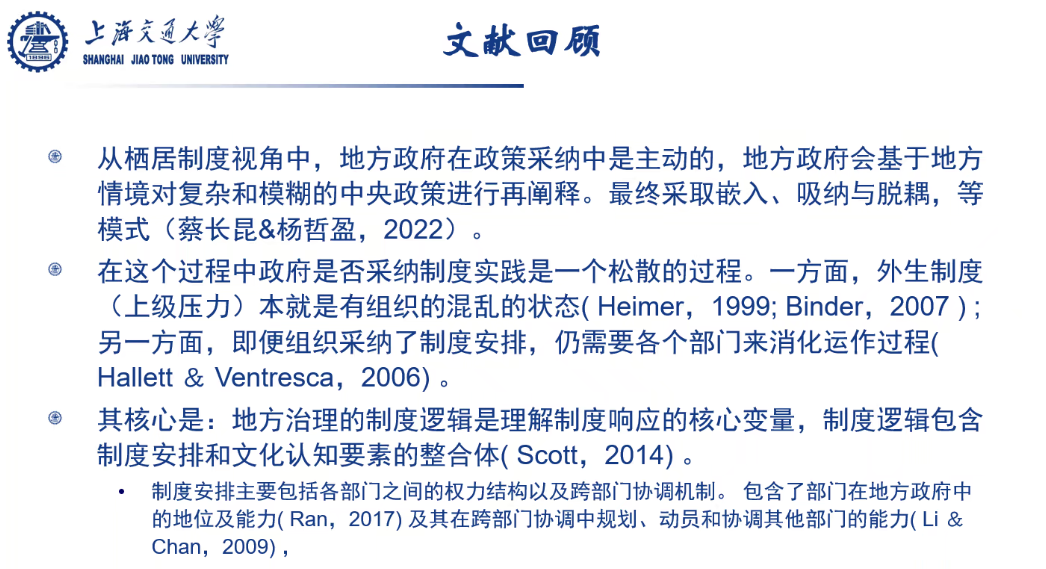 上海交通大学
SHANGHAI JIAO TONG UNIVERSITY
文献回顾
从栖居制度视角中，地方政府在政策采纳中是主动的，地方政府会基于地方
情境对复杂和模糊的中央政策进行再阐释。最终采取嵌入、吸纳与脱耦，等
模式（蔡长昆&杨哲盈，2022）。
在这个过程中政府是否采纳制度实践是一个松散的过程。一方面，外生制度
（上级压力）本就是有组织的混乱的状态( Heimer，1999; Binder，2007 ) ;
另一方面，即便组织采纳了制度安排，仍需要各个部门来消化运作过程(
Hallett ＆ Ventresca，2006) 。
其核心是：地方治理的制度逻辑是理解制度响应的核心变量，制度逻辑包含
制度安排和文化认知要素的整合体( Scott，2014) 。
• 制度安排主要包括各部门之间的权力结构以及跨部门协调机制。 包含了部门在地方政府中
的地位及能力( Ran，2017) 及其在跨部门协调中规划、动员和协调其他部门的能力( Li ＆
Chan，2009) ，